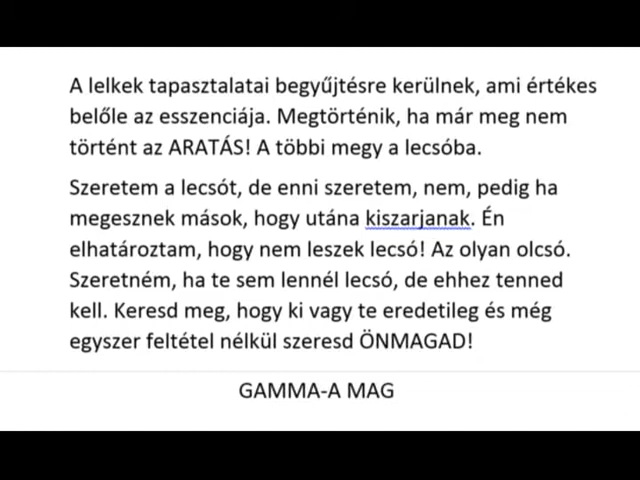 A lelkek tapasztalatai begyűjtésre kerülnek, ami értékes
belőle az esszenciája. Megtörténik, ha már meg nem
történt az ARATÁS! A többi megy a lecsóba.
Szeretem a lecsót, de enni szeretem, nem, pedig ha
megesznek mások, hogy utána kiszarjanak. Én
elhatároztam, hogy nem leszek lecsó! Az olyan olcsó.
Szeretném, ha te sem lennél lecsó, de ehhez tenned
kell. Keresd meg, hogy ki vagy te eredetileg és még
egyszer feltétel nélkül szeresd ÖNMAGAD!
GAMMA-A MAG